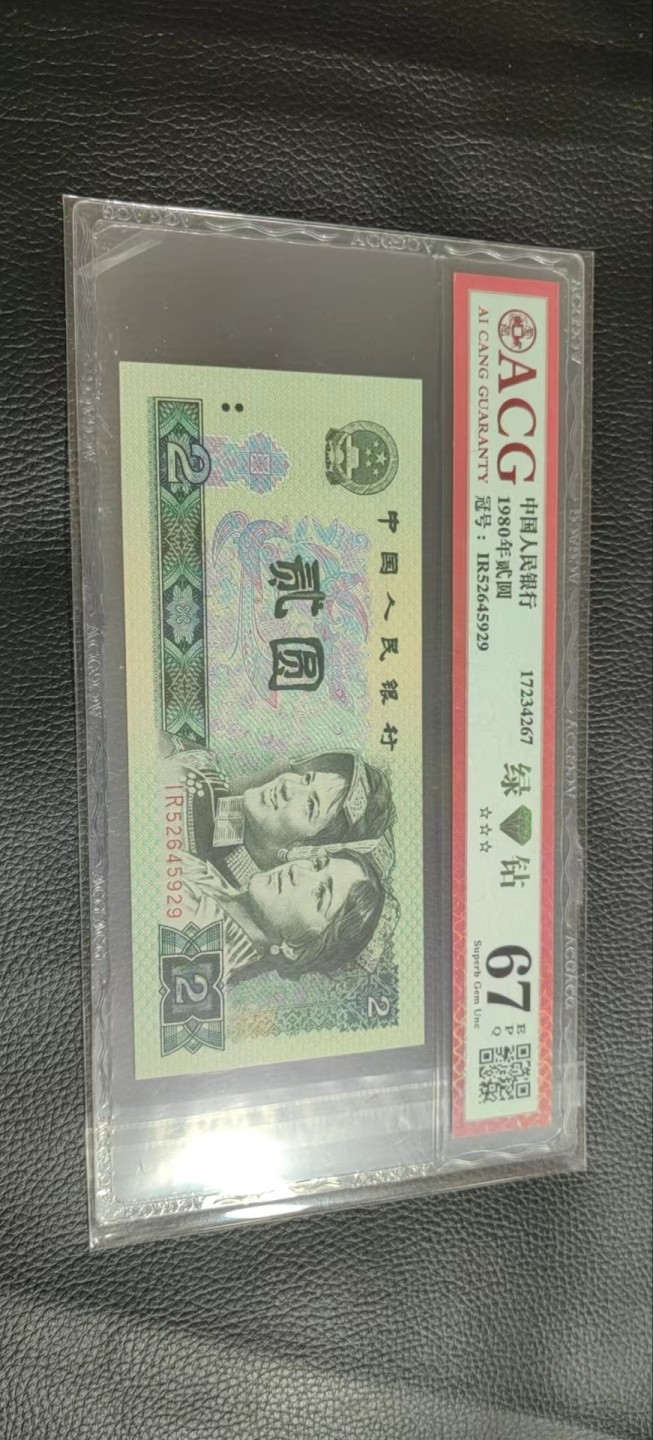 ACG
AI CANG GUARANTY
中国人民银行 17234267
1980年贰圆
冠号：IR52645929
绿 钻
☆☆☆
67 E
P
Q
Superb Gem Unc
中国人民银行
贰圆
2
IR52645929
2
2